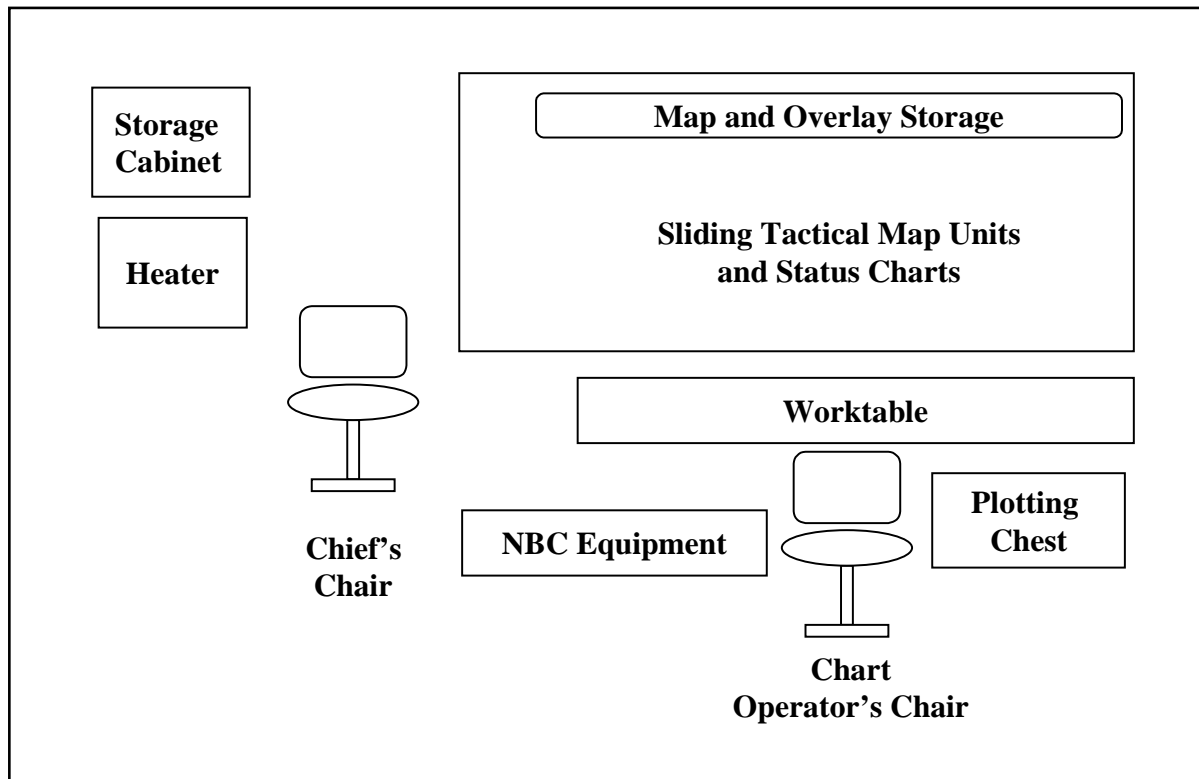 Storage
Cabinet
Map and Overlay Storage
Sliding Tactical Map Units
and Status Charts
Heater
Worktable
Plotting
Chest
NBC Equipment
Chief’s
Chair
Chart
Operator’s Chair